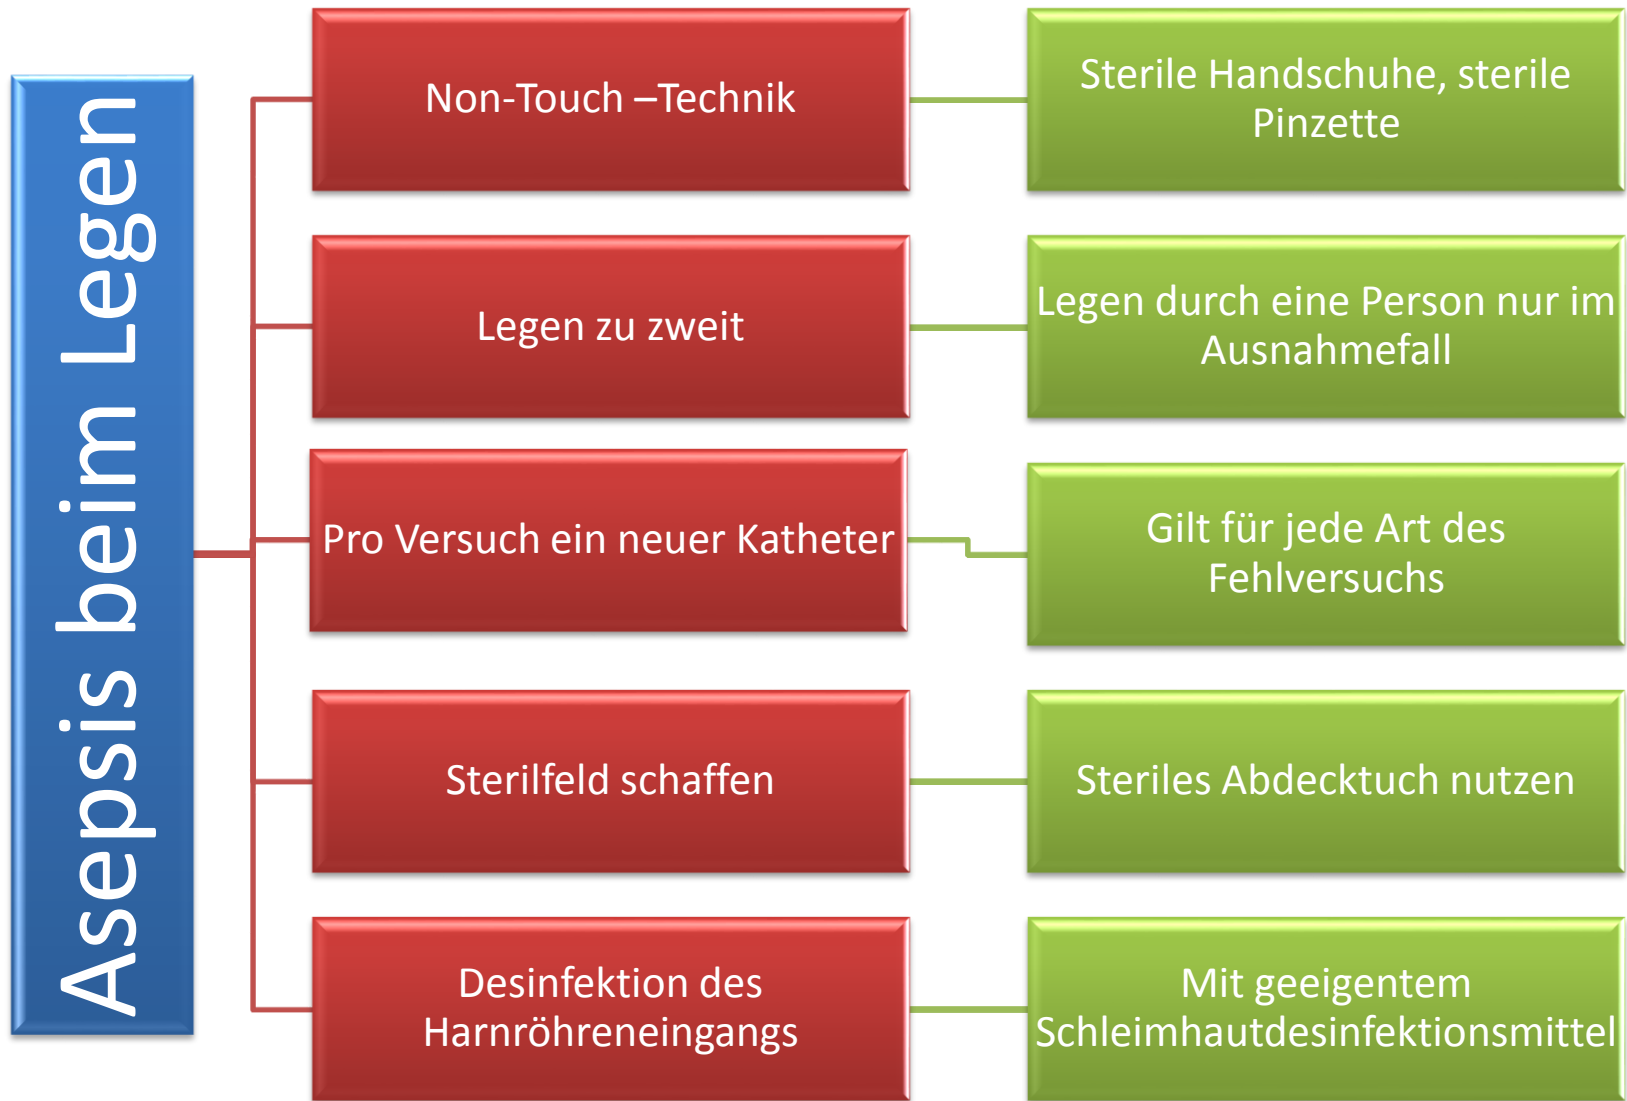 Asepsis beim Legen
Non-Touch –Technik
Sterile Handschuhe, sterile
Pinzette
Legen zu zweit
Legen durch eine Person nur im
Ausnahmefall
Pro Versuch ein neuer Katheter
Gilt für jede Art des
Fehlversuchs
Sterilfeld schaffen
Steriles Abdecktuch nutzen
Desinfektion des
Harnröhreneingangs
Mit geeigentem
Schleimhautdesinfektionsmittel